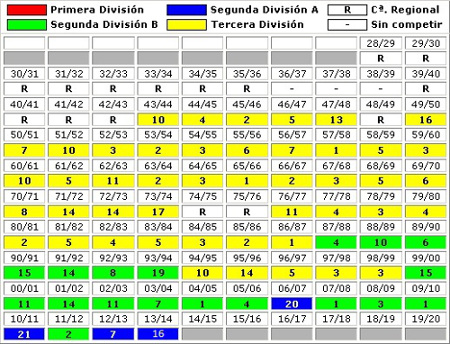 Primera División Segunda División A R Cª. Regional
Segunda División B Tercera División - Sin competir
28/29 29/30
R R
30/31 31/32 32/33 33/34 34/35 35/36 36/37 37/38 38/39 39/40
R R R R R R - - - R
40/41 41/42 42/43 43/44 44/45 45/46 46/47 47/48 48/49 49/50
R R R 10 4 2 5 13 R 16
50/51 51/52 52/53 53/54 54/55 55/56 56/57 57/58 58/59 59/60
7 10 3 2 3 6 7 1 5 3
60/61 61/62 62/63 63/64 64/65 65/66 66/67 67/68 68/69 69/70
10 5 11 2 3 1 2 3 5 6
70/71 71/72 72/73 73/74 74/75 75/76 76/77 77/78 78/79 79/80
8 14 14 17 R R 11 4 3 4
80/81 81/82 82/83 83/84 84/85 85/86 86/87 87/88 88/89 89/90
2 5 4 5 3 2 1 4 10 6
90/91 91/92 92/93 93/94 94/95 95/96 96/97 97/98 98/99 99/00
15 14 8 19 10 14 5 3 3 15
00/01 01/02 02/03 03/04 04/05 05/06 06/07 07/08 08/09 09/10
11 14 11 7 1 4 20 1 3 1
10/11 11/12 12/13 13/14 14/15 15/16 16/17 17/18 18/19 19/20
21 2 7 16